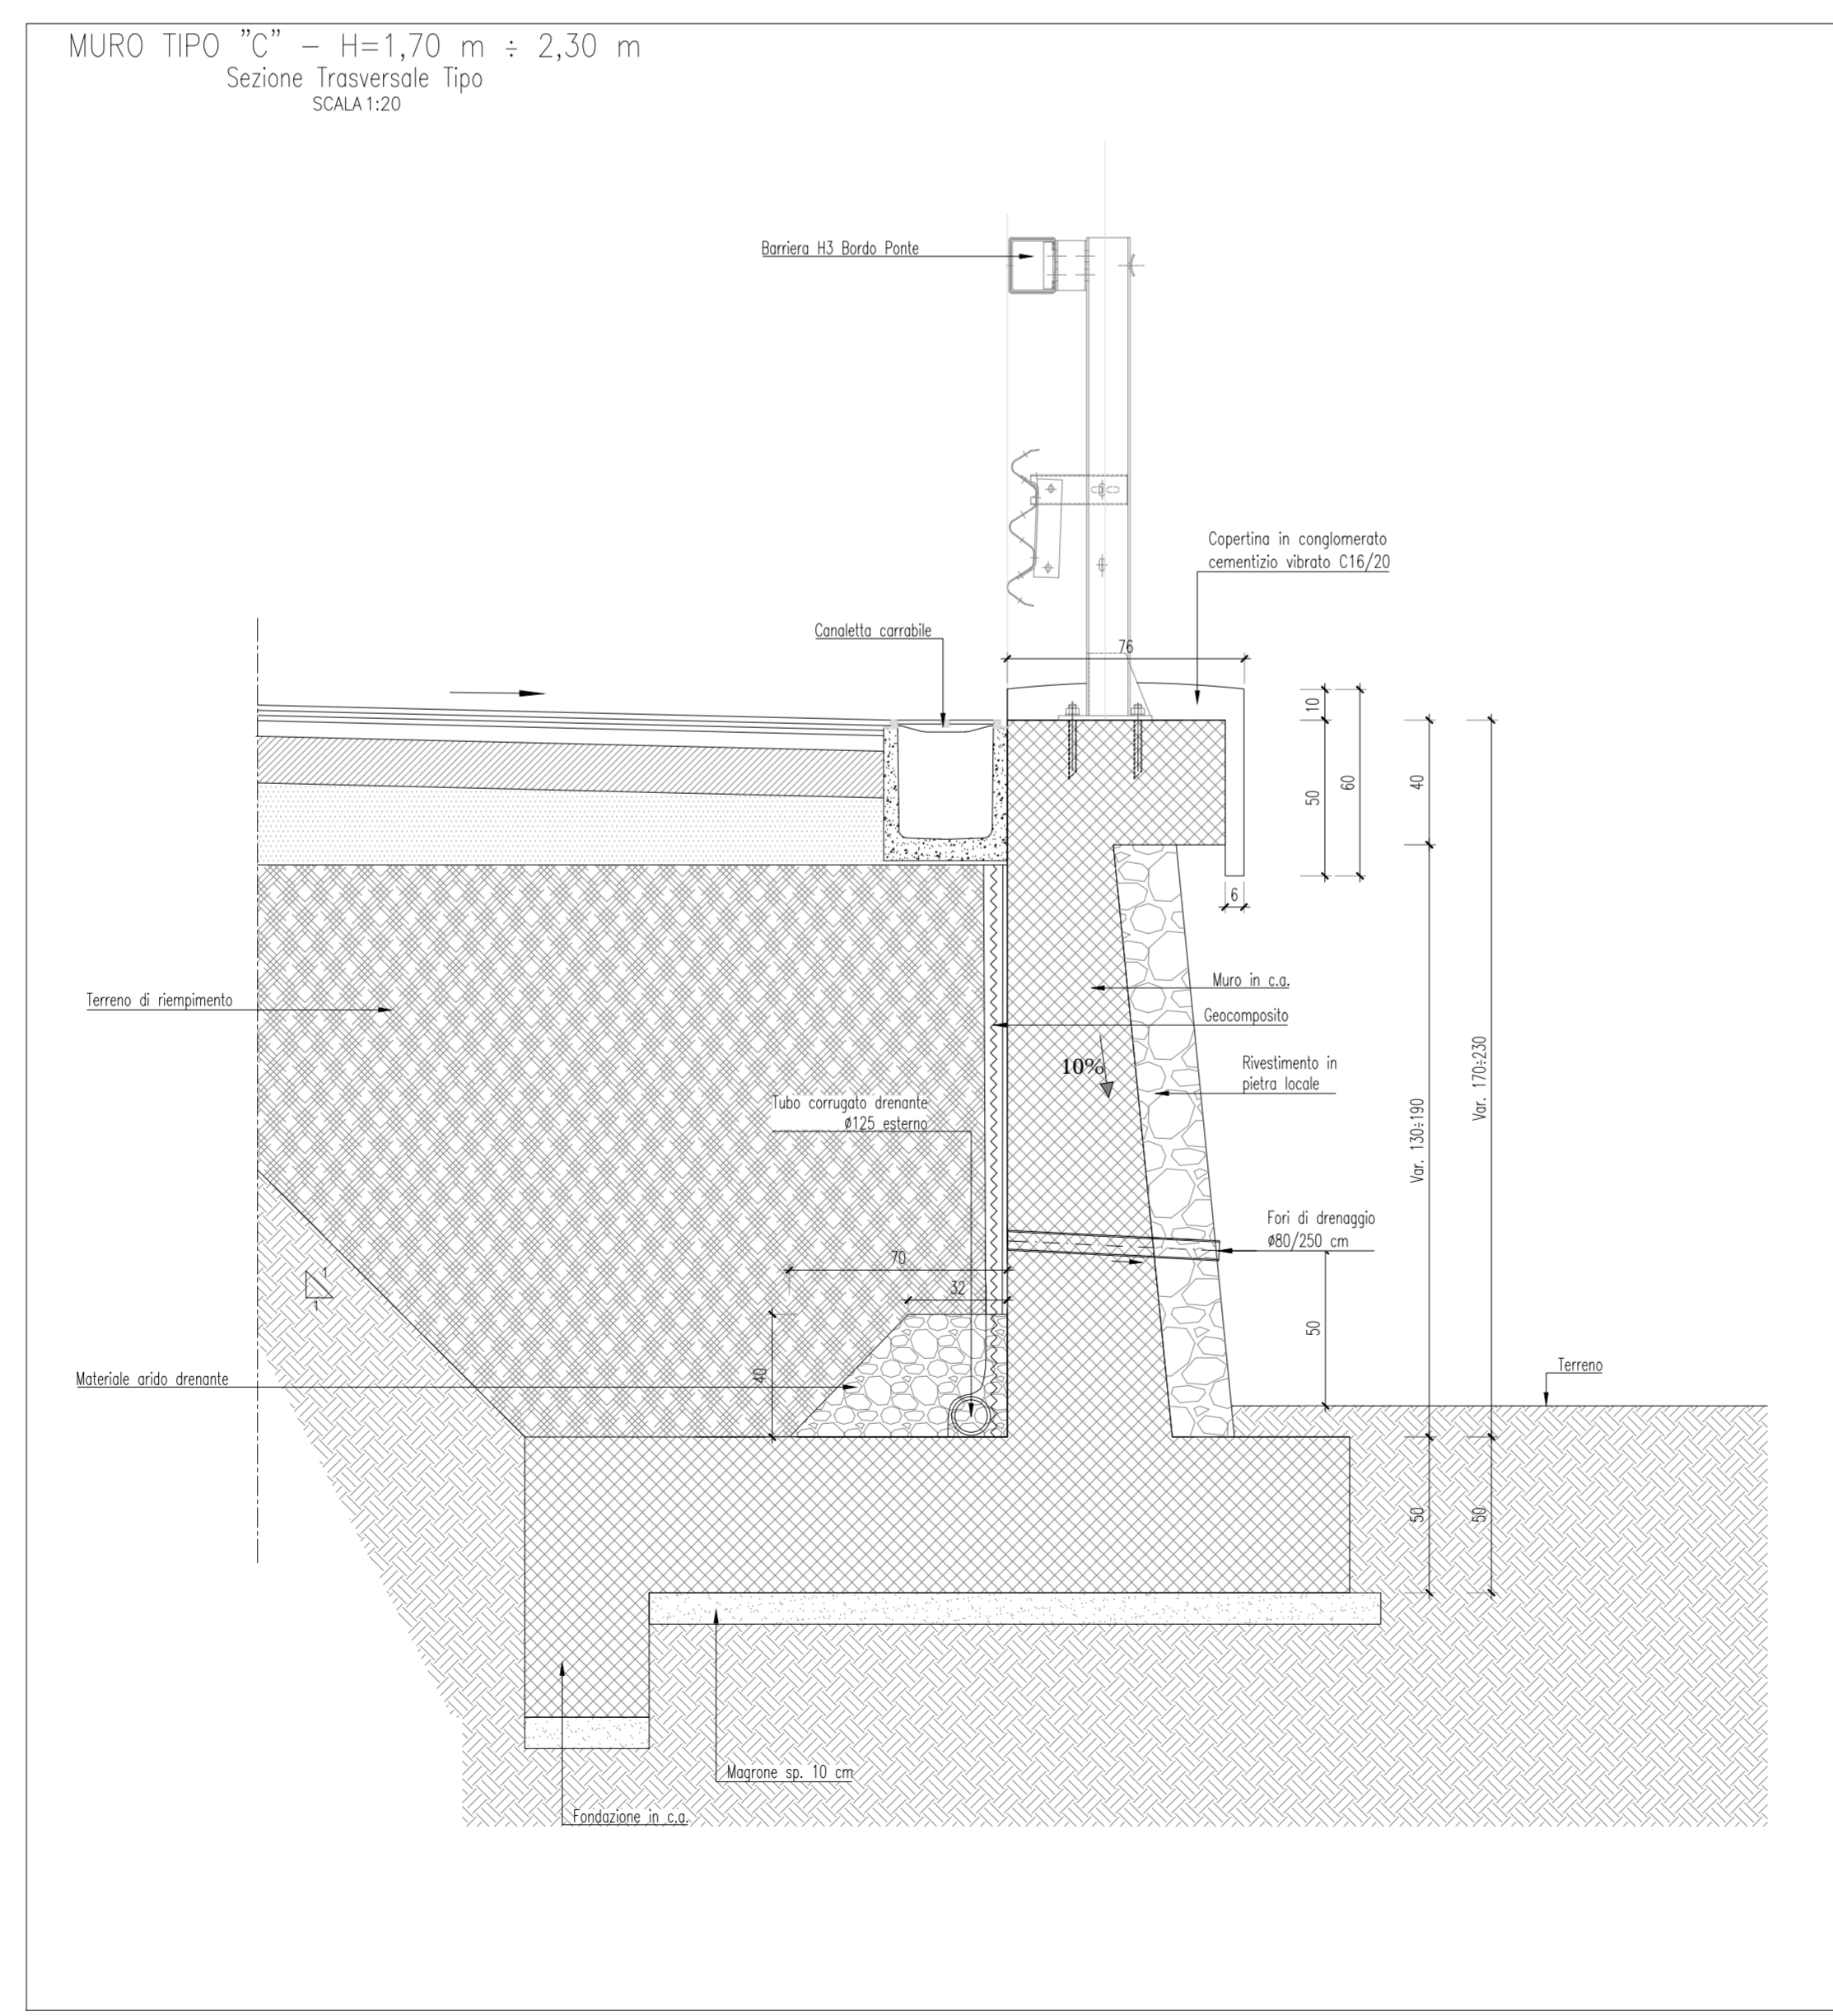 MURO TIPO "C" – H=1,70 m ÷ 2,30 m
Sezione Trasversale Tipo
SCALA 1:20
Barriera H3 Bordo Ponte
Copertina in conglomerato
cementizio vibrato C16/20
Canaletta carrabile
76
10
50
60
40
6
Muro in c.a.
Terreno di riempimento
Geocomposito
10%
Rivestimento in
pietra locale
Tubo corrugato drenante
Ø125 esterno
Var. 130÷190
Var. 170÷230
Fori di drenaggio
Ø80/250 cm
70
32
1
1
50
40
Terreno
Materiale arido drenante
50
50
Magrone sp. 10 cm
Fondazione in c.a.